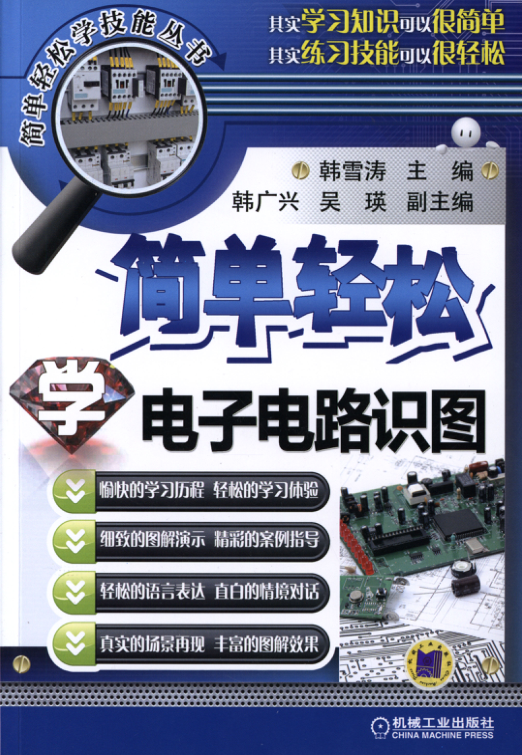 其实学习知识可以很简单
其实练习技能可以很轻松
简单轻松学技能丛书
韩雪涛 主编
韩广兴 吴瑛 副主编
简单轻松
学 电子电路识图
愉快的学习历程 轻松的学习体验
细致的图解演示 精彩的案例指导
轻松的语言表达 直白的情境对话
真实的场景再现 丰富的图解效果
机械工业出版社
CHINA MACHINE PRESS